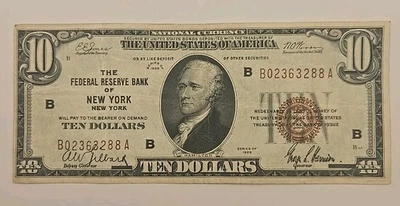 NATIONAL CURRENCY
SECURED BY UNITED STATES BONDS DEPOSITED WITH THE TREASURER OF
THE UNITED STATES OF AMERICA
10
10
OR BY LIKE DEPOSIT OF OTHER SECURITIES
THE
FEDERAL RESERVE BANK
OF
NEW YORK
NEW YORK
B
B
B02363288A
WILL PAY TO THE BEARER ON DEMAND
TEN DOLLARS
TEN
B02363288A
B
B
Deputy Governor
HAMILTON
SERIES OF
1929
10
TEN DOLLARS
10